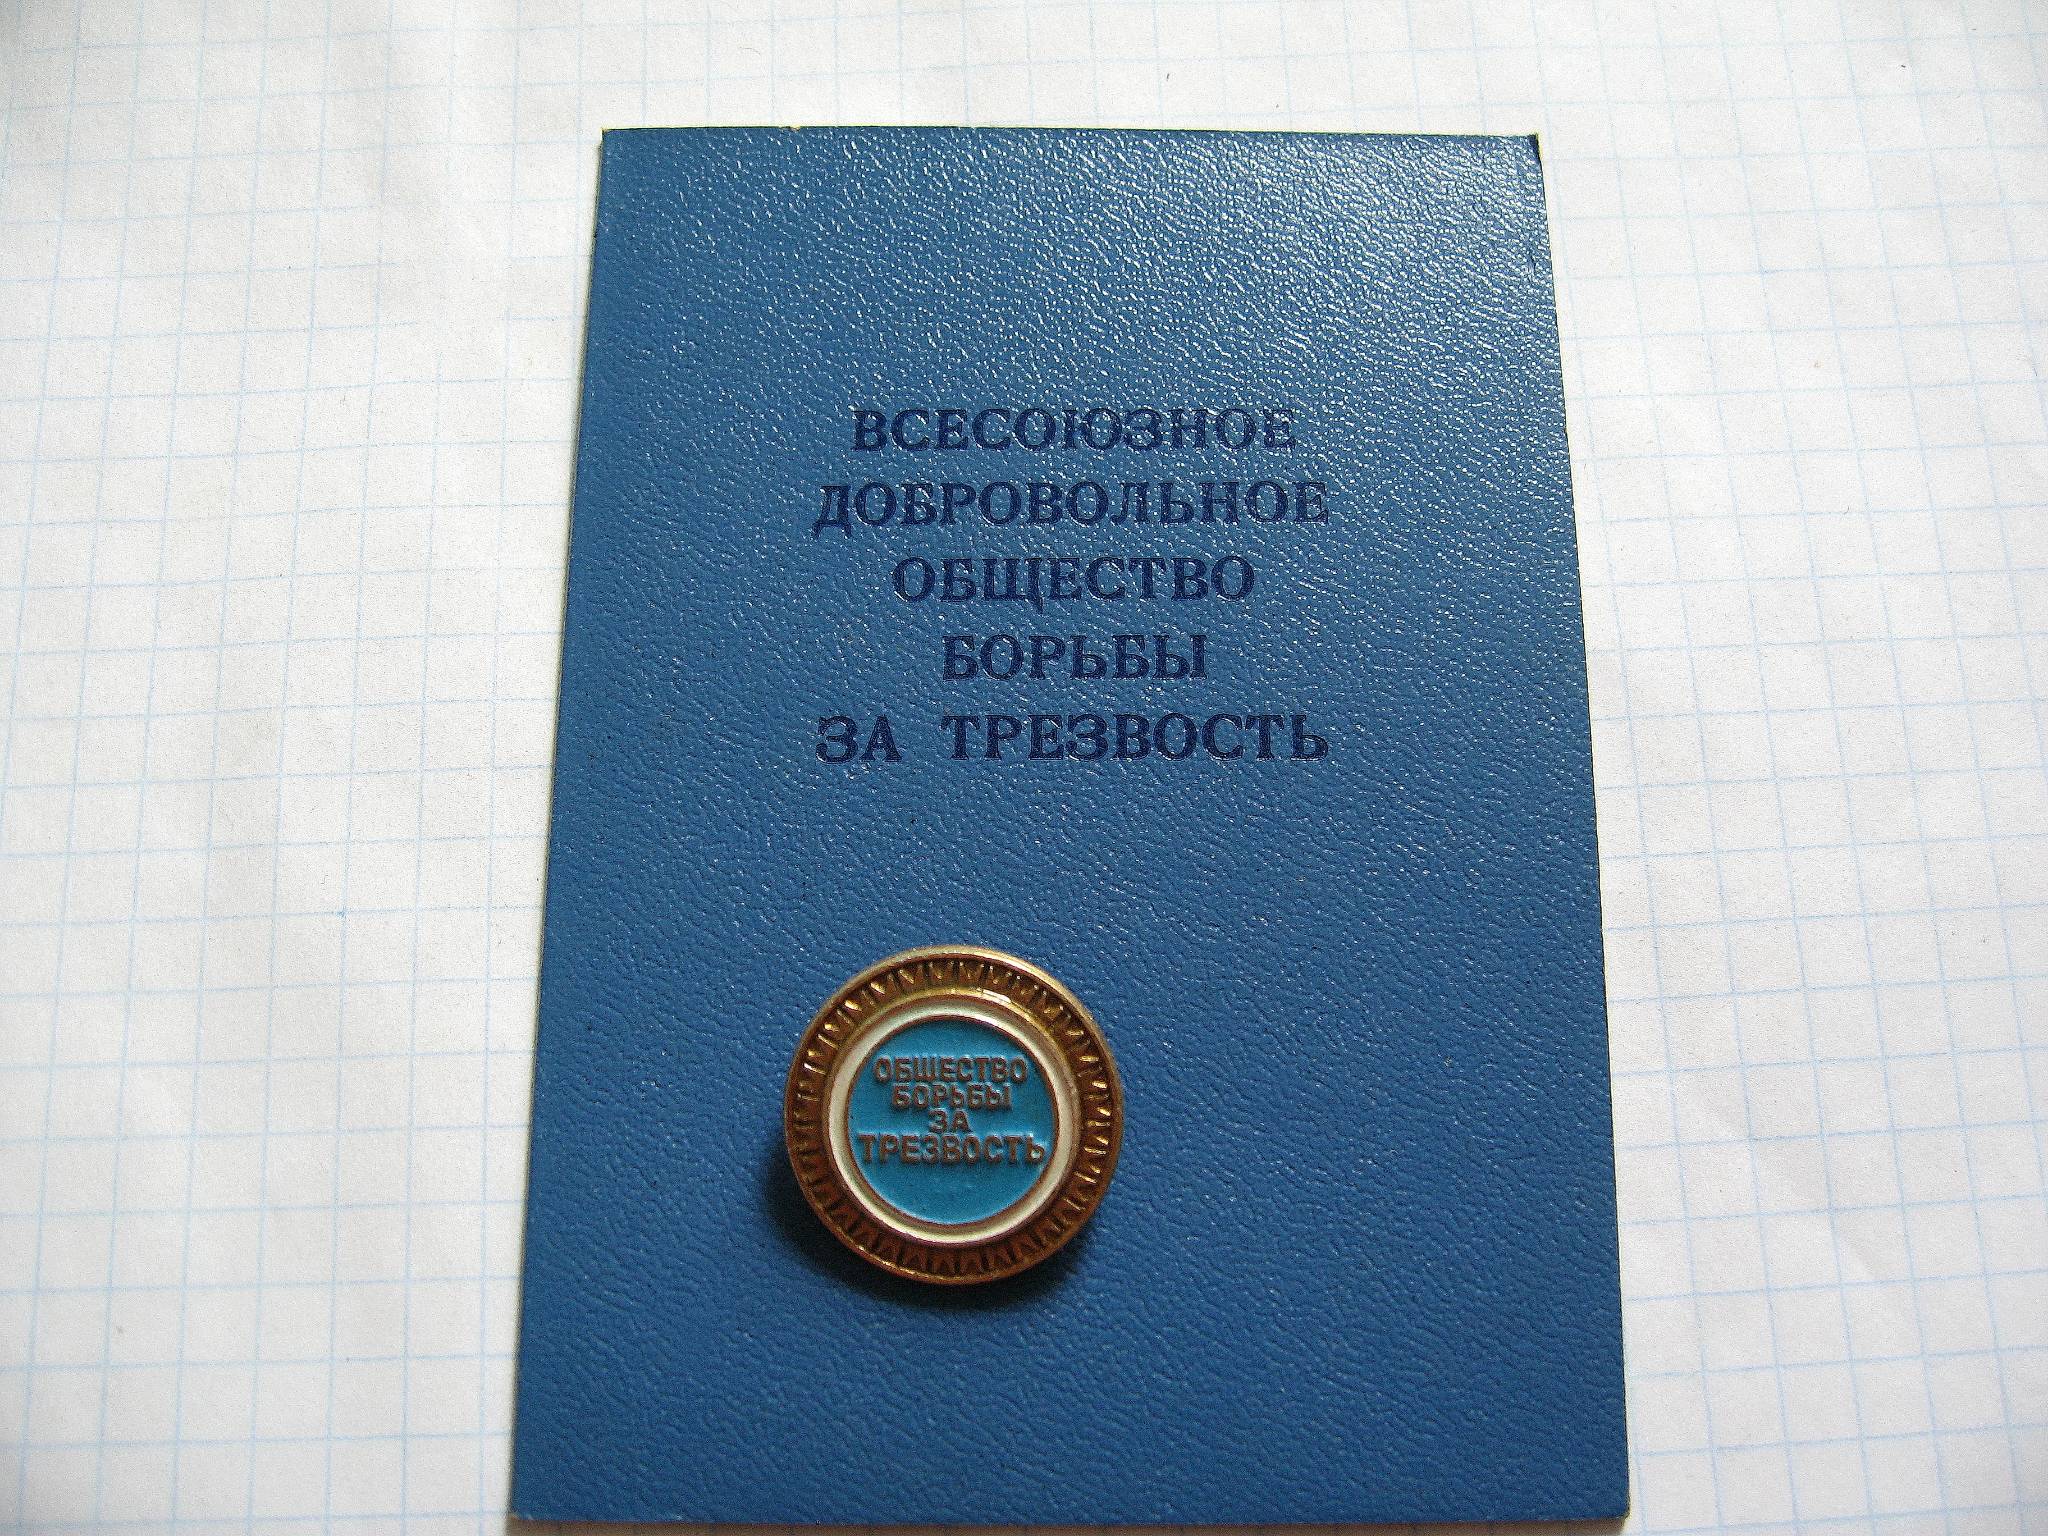 ВСЕСОЮЗНОЕ
ДОБРОВОЛЬНОЕ
ОБЩЕСТВО
БОРЬБЫ
ЗА ТРЕЗВОСТЬ
ОБЩЕСТВО
БОРЬБЫ
ЗА
ТРЕЗВОСТЬ